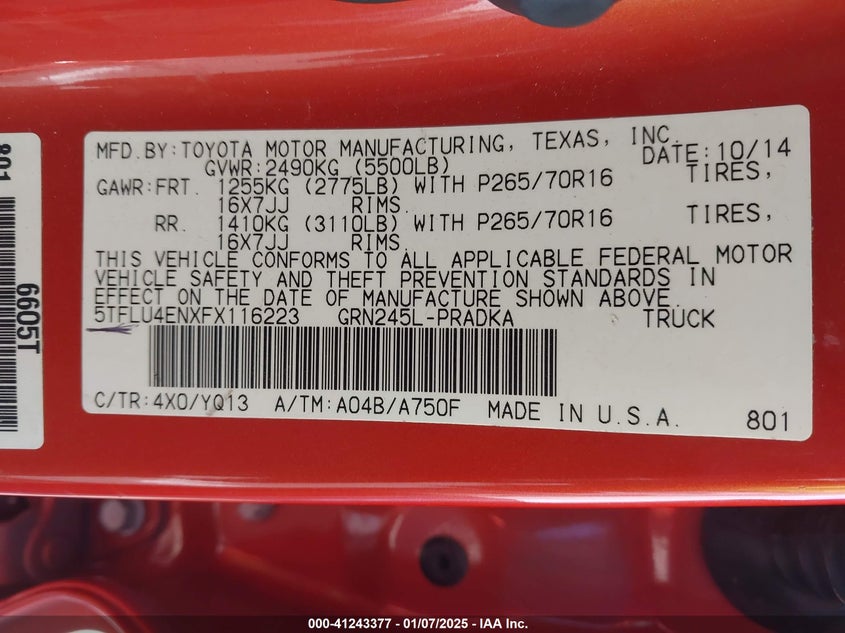 MFD.BY:TOYOTA MOTOR MANUFACTURING, TEXAS, INC.
GVWR:2490KG (5500LB) DATE:10/14
GAWR:FRT. 1255KG (2775LB) WITH P265/70R16 TIRES,
16X7JJ RIMS.
RR. 1410KG (3110LB) WITH P265/70R16 TIRES,
16X7JJ RIMS.
THIS VEHICLE CONFORMS TO ALL APPLICABLE FEDERAL MOTOR
VEHICLE SAFETY AND THEFT PREVENTION STANDARDS IN
EFFECT ON THE DATE OF MANUFACTURE SHOWN ABOVE.
5TFLU4ENXFX116223 GRN245L-PRADKA TRUCK
C/TR:4X0/YQ13 A/TM:A04B/A750F MADE IN U.S.A.
801
801
6605T
000-41243377 - 01/07/2025 - IAA Inc.